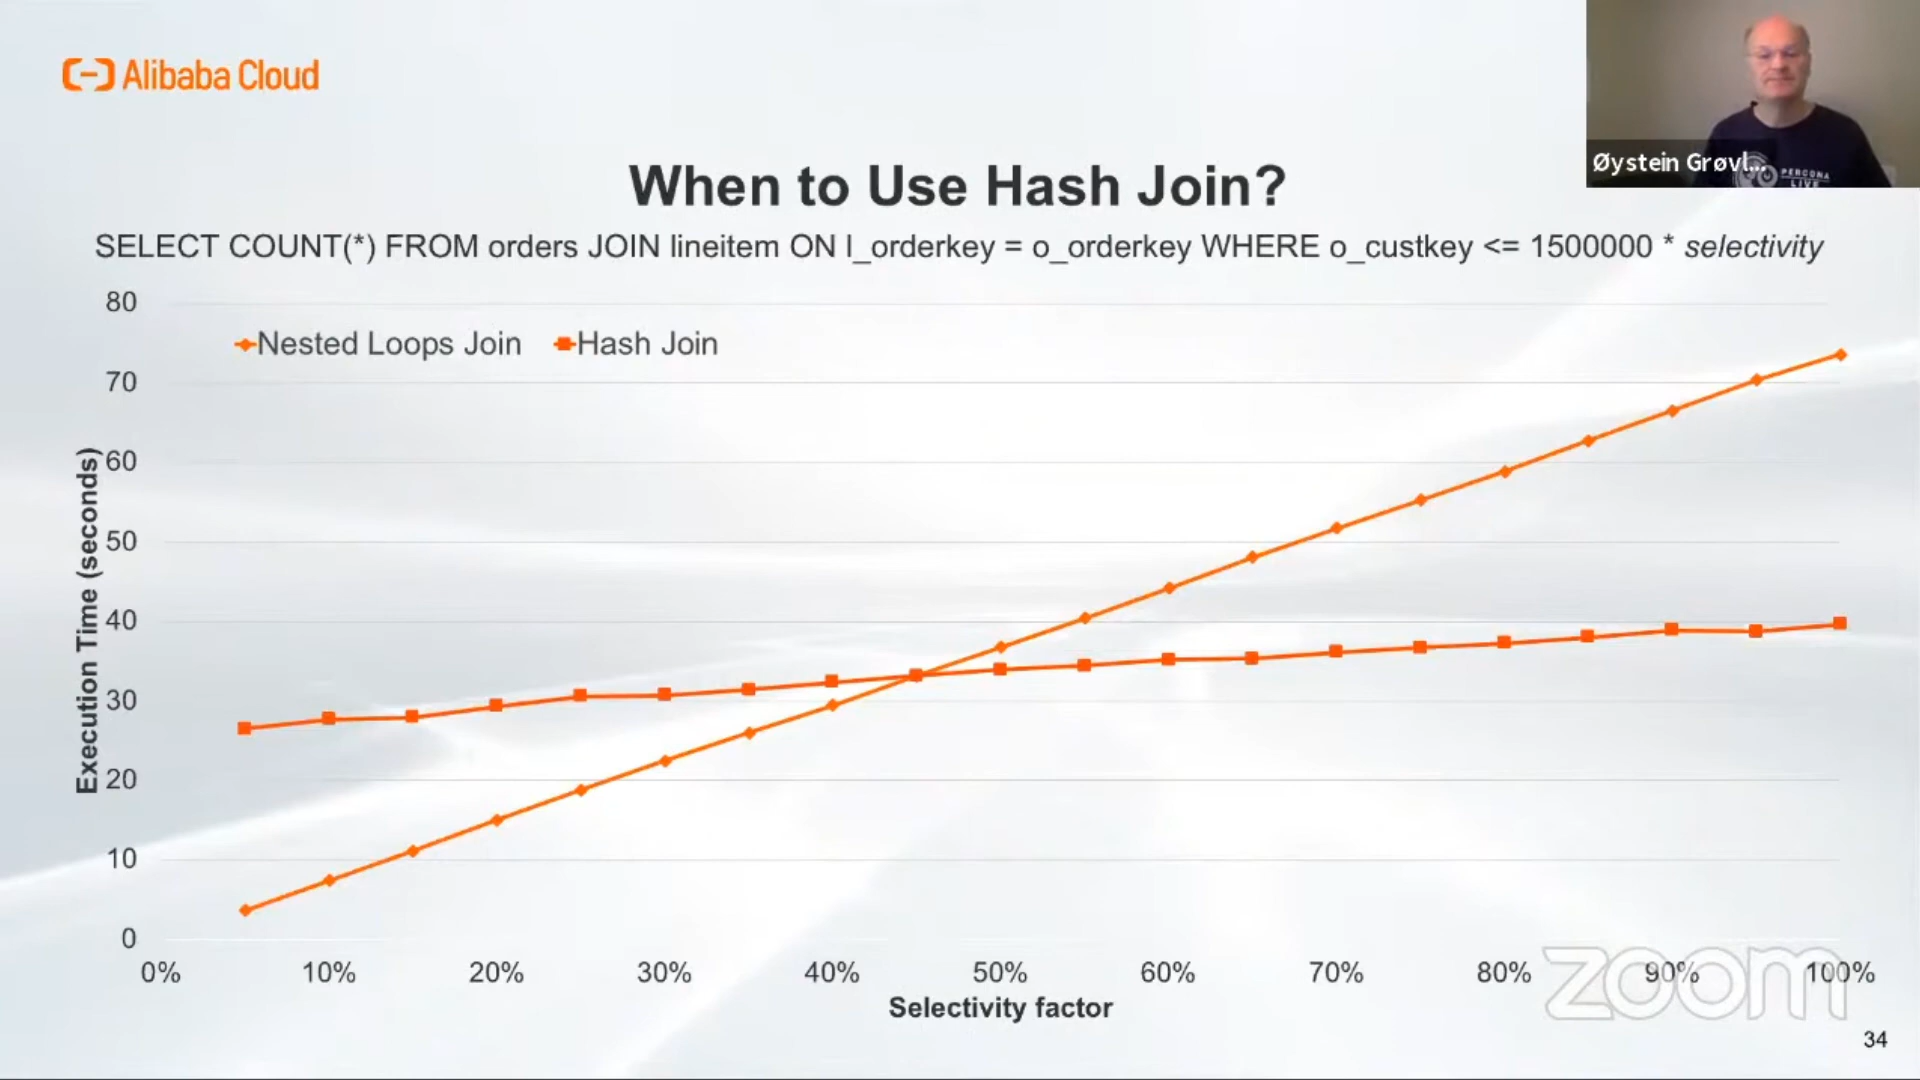 Alibaba Cloud
Øystein Grøvl...
PERCONA
LIVE
When to Use Hash Join?
SELECT COUNT(*) FROM orders JOIN lineitem ON l_orderkey = o_orderkey WHERE o_custkey <= 1500000 * selectivity
Nested Loops Join
Hash Join
Execution Time (seconds)
80
70
60
50
40
30
20
10
0
0% 10% 20% 30% 40% 50% 60% 70% 80% 90% 100%
Selectivity factor
zoom
34